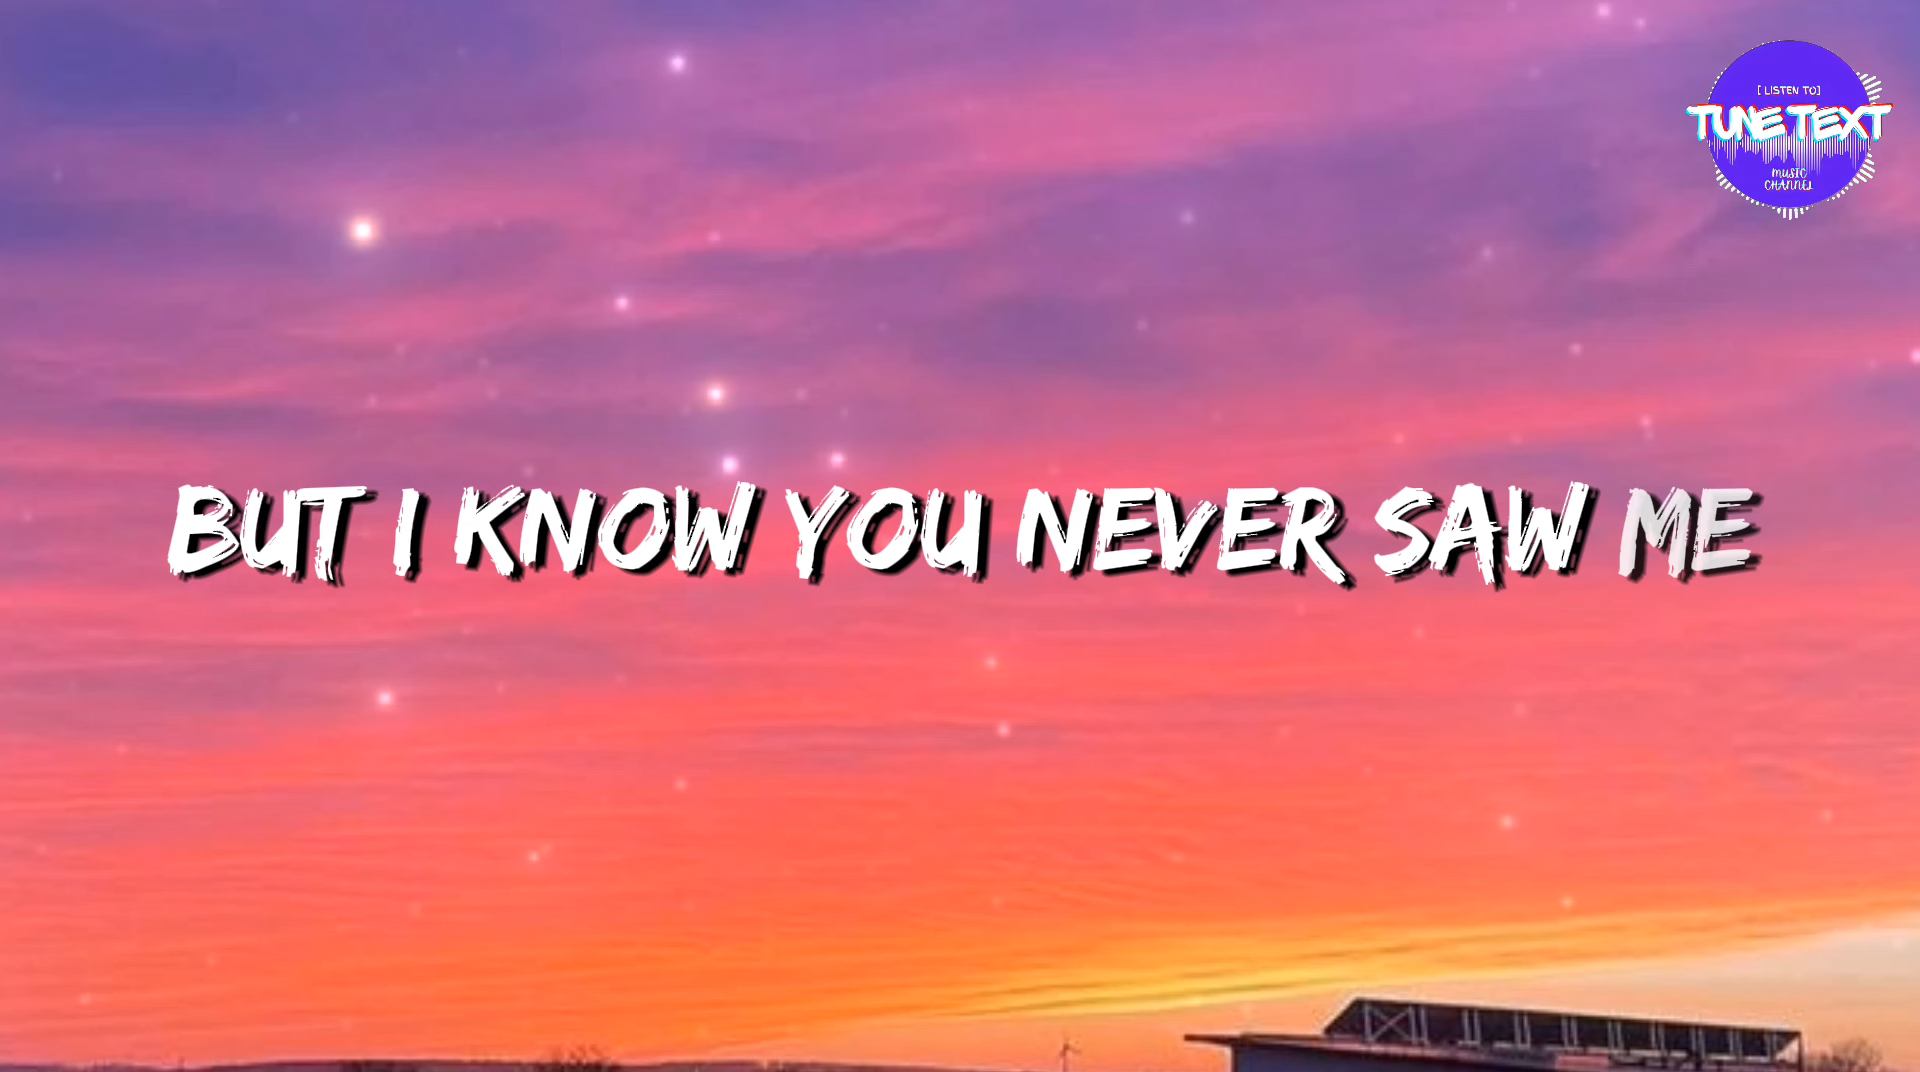 [ LISTEN TO]
TUNE TEXT
MUSIC
CHANNEL
BUT I KNOW YOU NEVER SAW ME